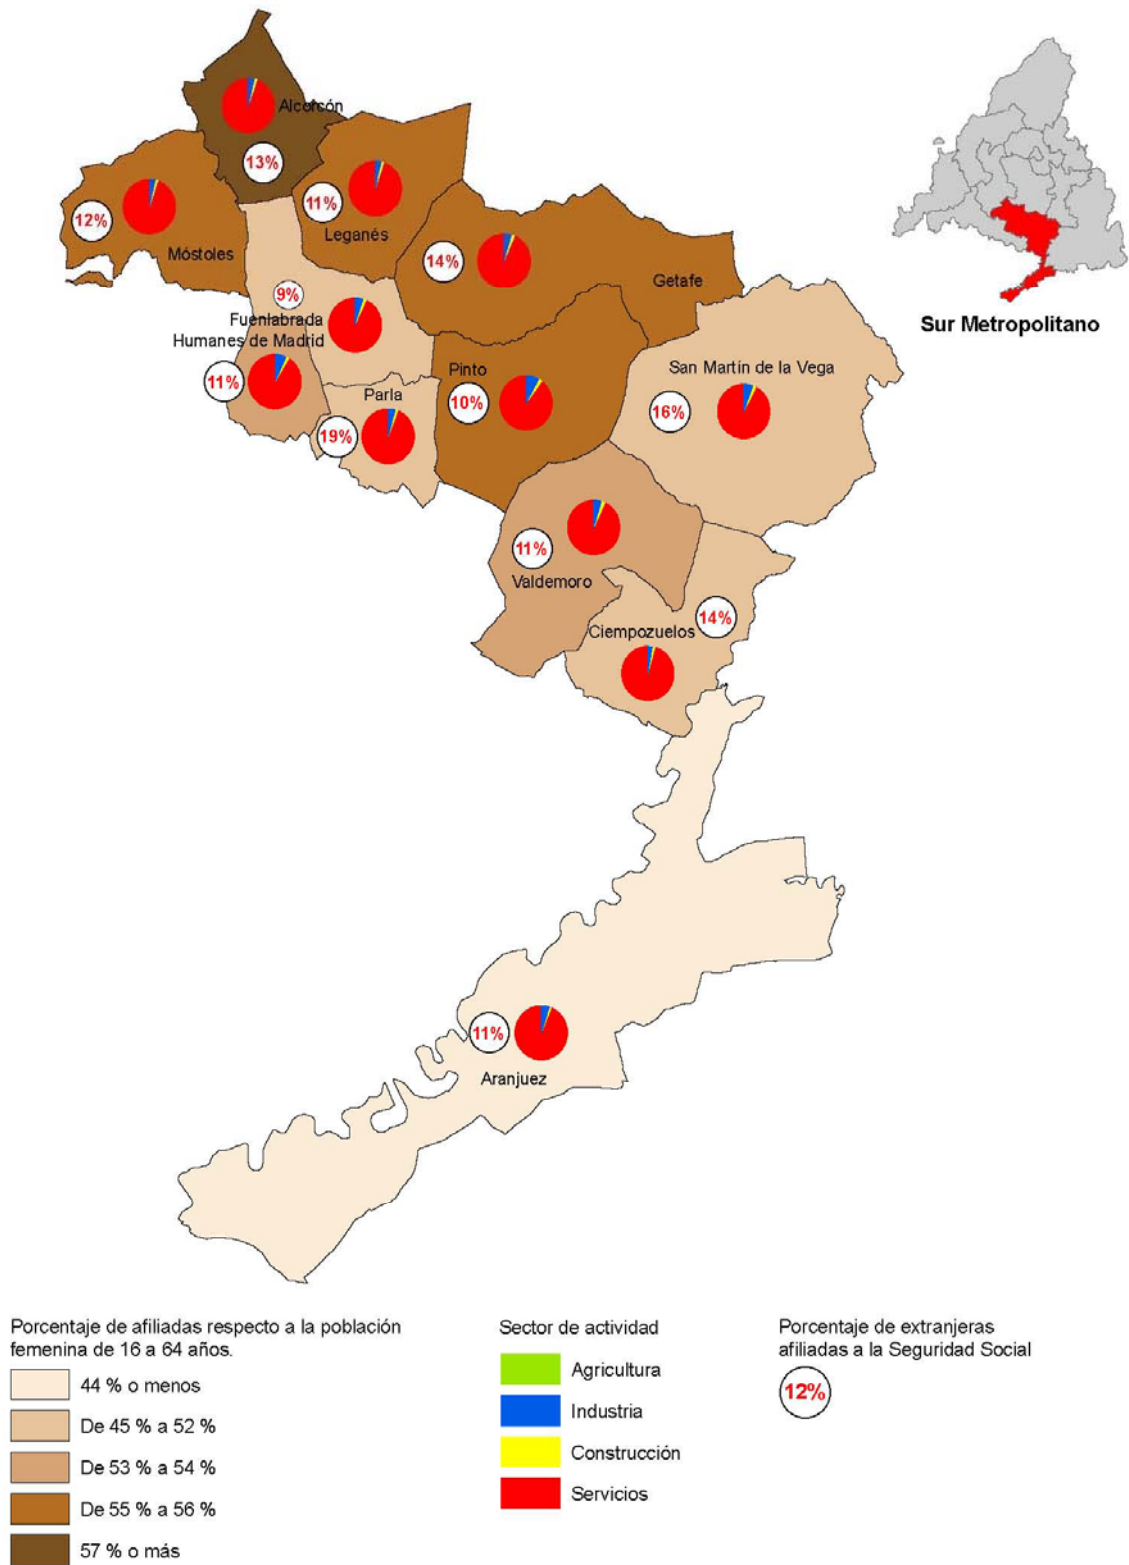 Alcorcón
13%
11%
Leganés
12%
Móstoles
14%
Getafe
Sur Metropolitano
9%
Fuenlabrada
Humanes de Madrid
11%
Pinto
10%
San Martín de la Vega
16%
Parla
19%
11%
Valdemoro
14%
Ciempozuelos
11%
Aranjuez
Porcentaje de afiliadas respecto a la población
femenina de 16 a 64 años.
44 % o menos
De 45 % a 52 %
De 53 % a 54 %
De 55 % a 56 %
57 % o más
Sector de actividad
Agricultura
Industria
Construcción
Servicios
Porcentaje de extranjeras
afiliadas a la Seguridad Social
12%